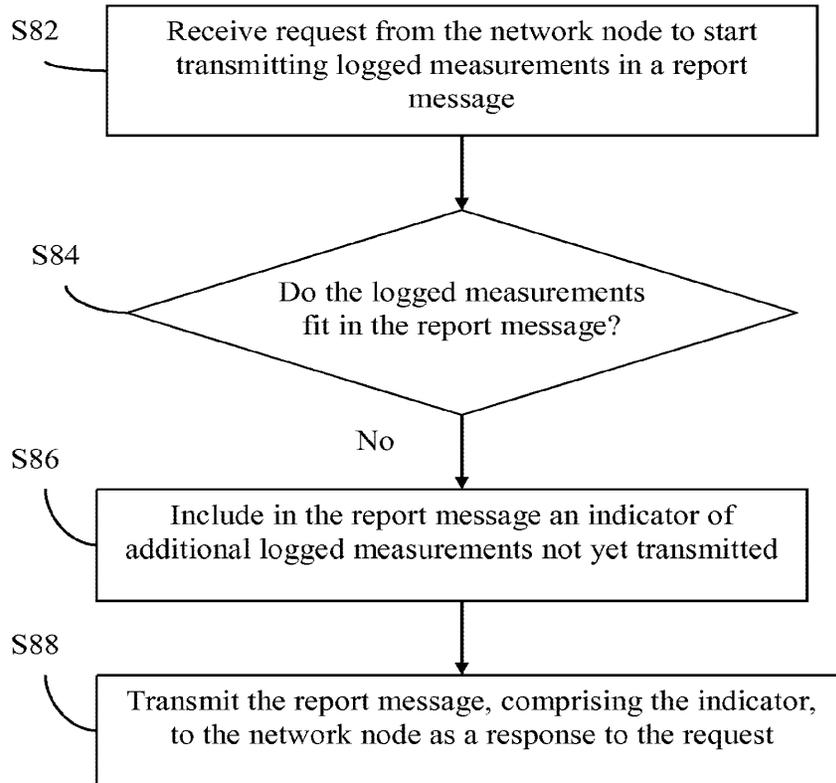 S82
Receive request from the network node to start
transmitting logged measurements in a report
message
S84
Do the logged measurements
fit in the report message?
No
S86
Include in the report message an indicator of
additional logged measurements not yet transmitted
S88
Transmit the report message, comprising the indicator,
to the network node as a response to the request